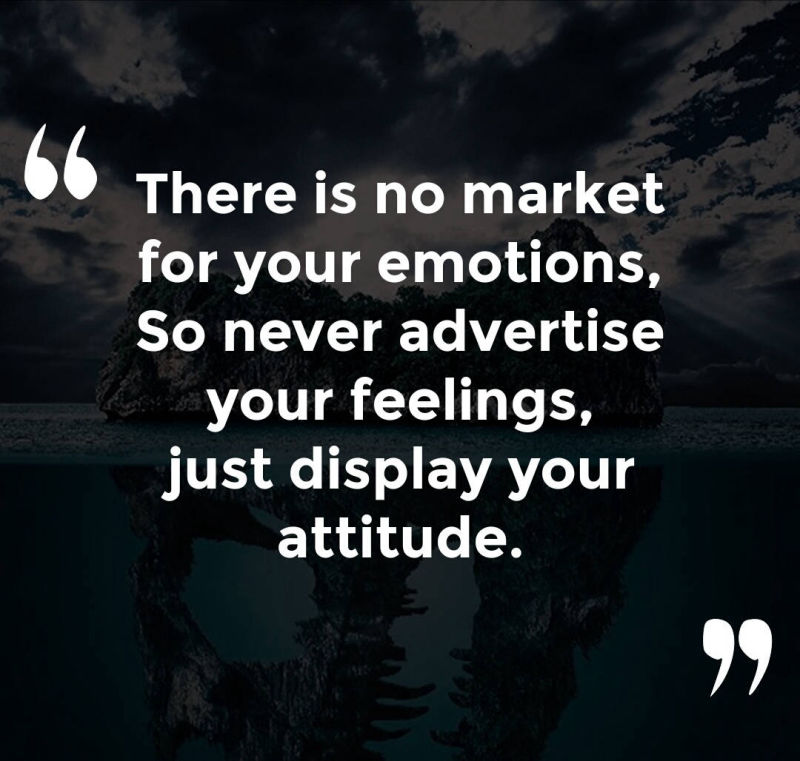 “
There is no market
for your emotions,
So never advertise
your feelings,
just display your
attitude.
”